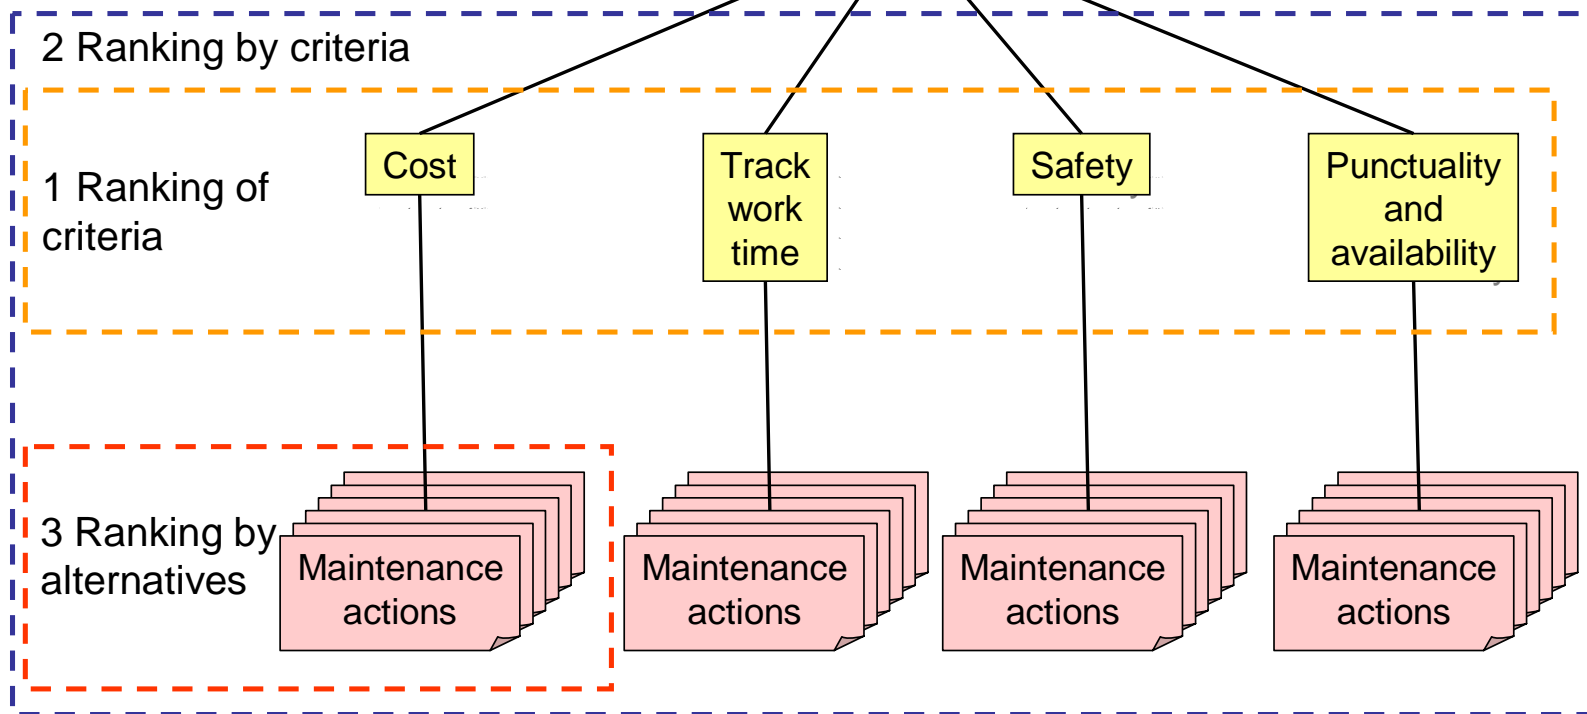 2 Ranking by criteria
1 Ranking of
criteria
Cost
Track
work
time
Safety
Punctuality
and
availability
3 Ranking by
alternatives
Maintenance
actions
Maintenance
actions
Maintenance
actions
Maintenance
actions